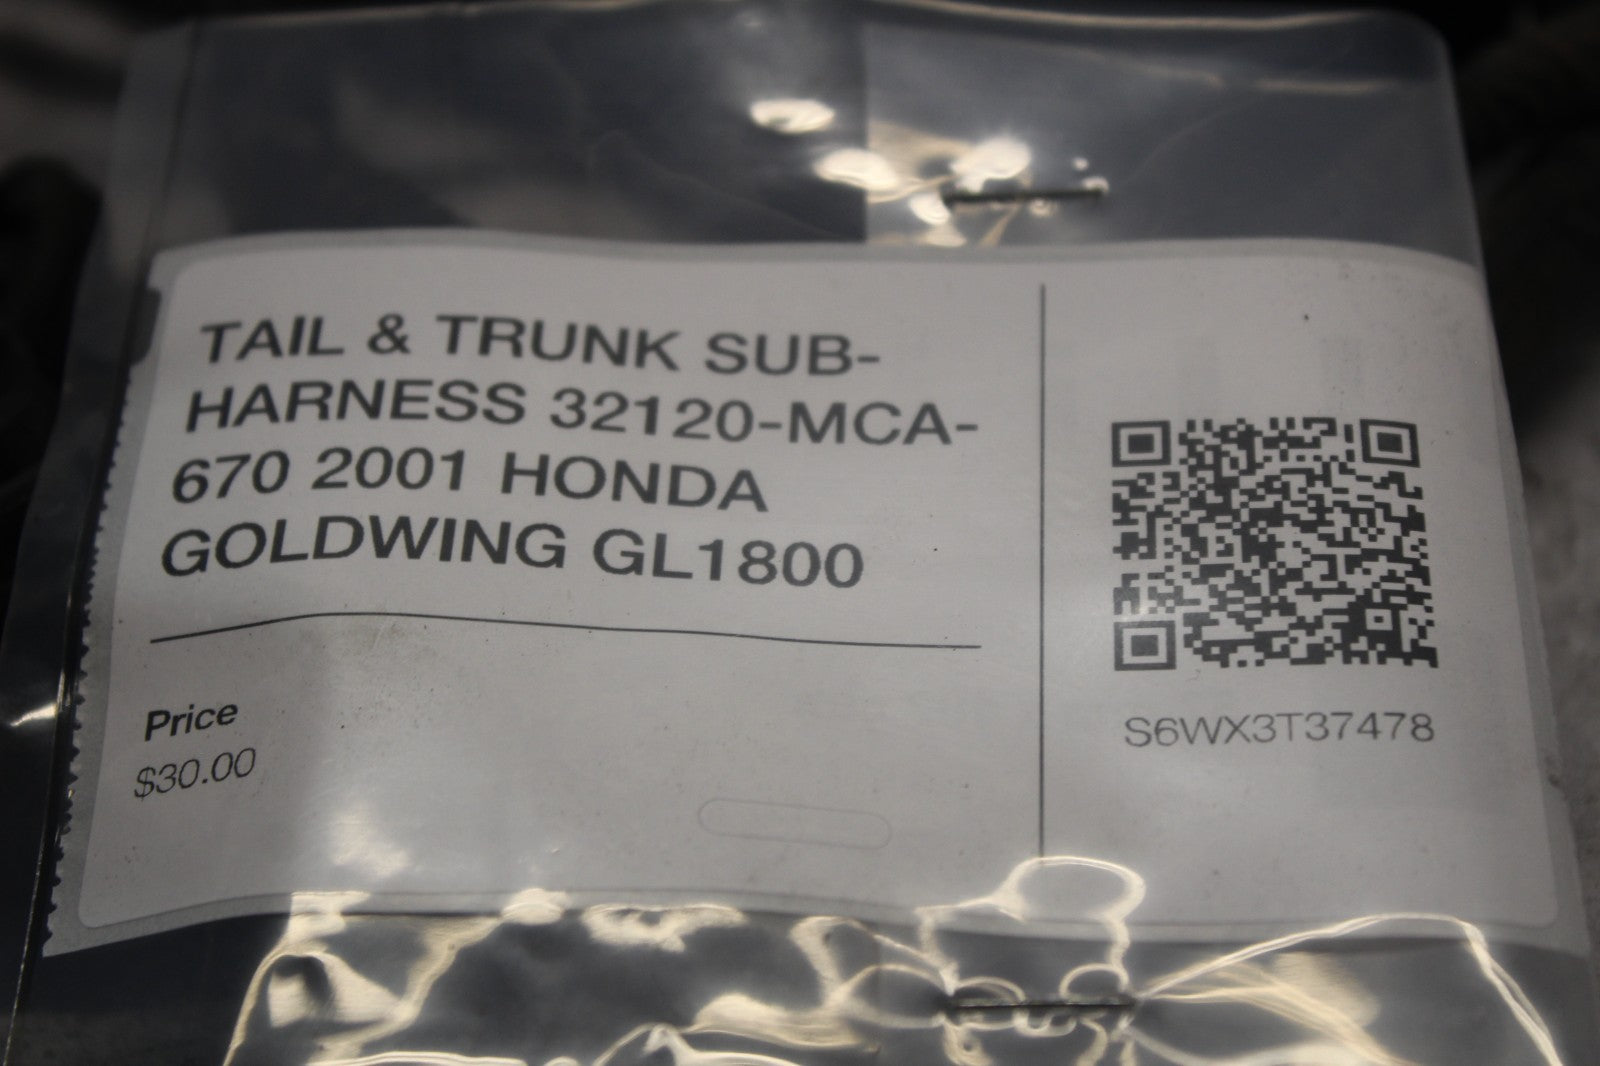 TAIL & TRUNK SUB-
HARNESS 32120-MCA-
670 2001 HONDA
GOLDWING GL1800
Price
$30.00
S6WX3T37478